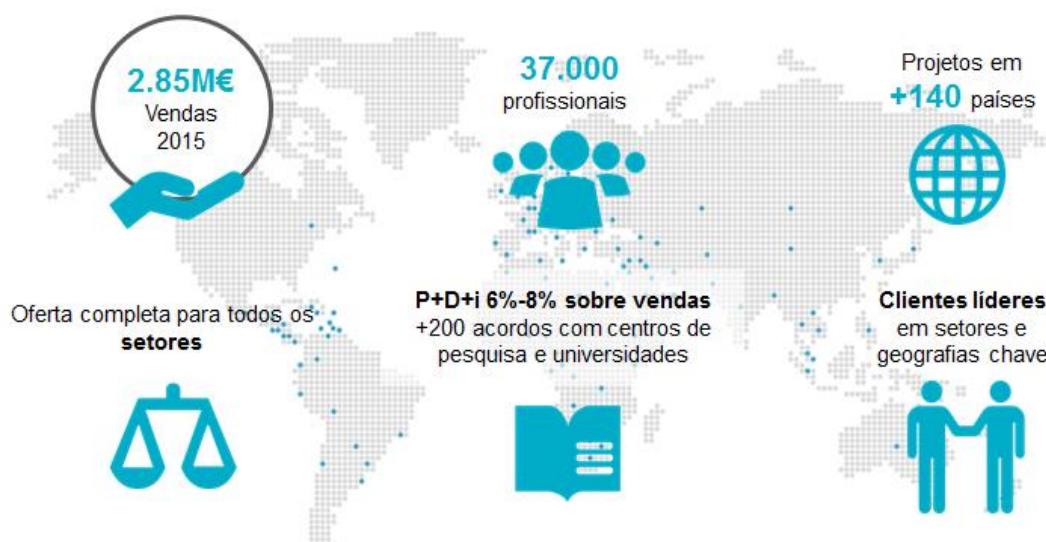 2.85M€
Vendas
2015
37.000
profissionais
Projetos em
+140 países
Oferta completa para todos os
setores
P+D+i 6%-8% sobre vendas
+200 acordos com centros de
pesquisa e universidades
Clientes líderes
em setores e
geografias chave